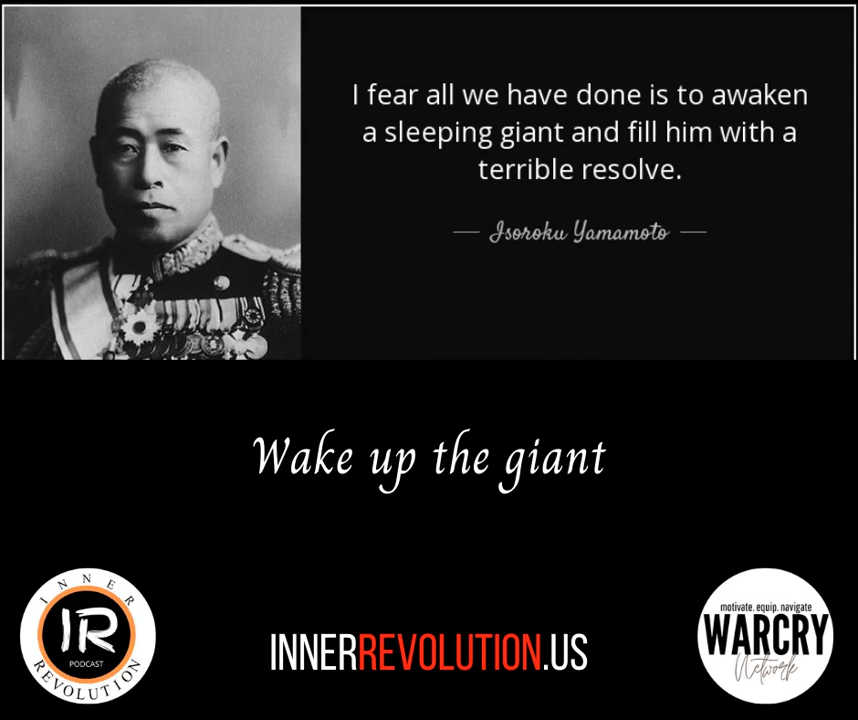 I fear all we have done is to awaken
a sleeping giant and fill him with a
terrible resolve.
Isoroku Yamamoto
Wake up the giant
INNER
IR
PODCAST
REVOLUTION
INNERREVOLUTION.US
motivate. equip. navigate
WARCRY
Network